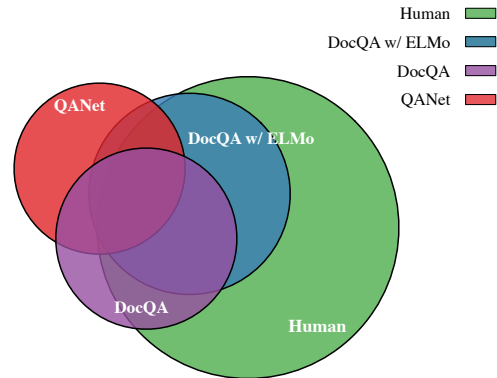 Human
DocQA w/ ELMo
DocQA
QANet
QANet
DocQA w/ ELMo
DocQA
Human